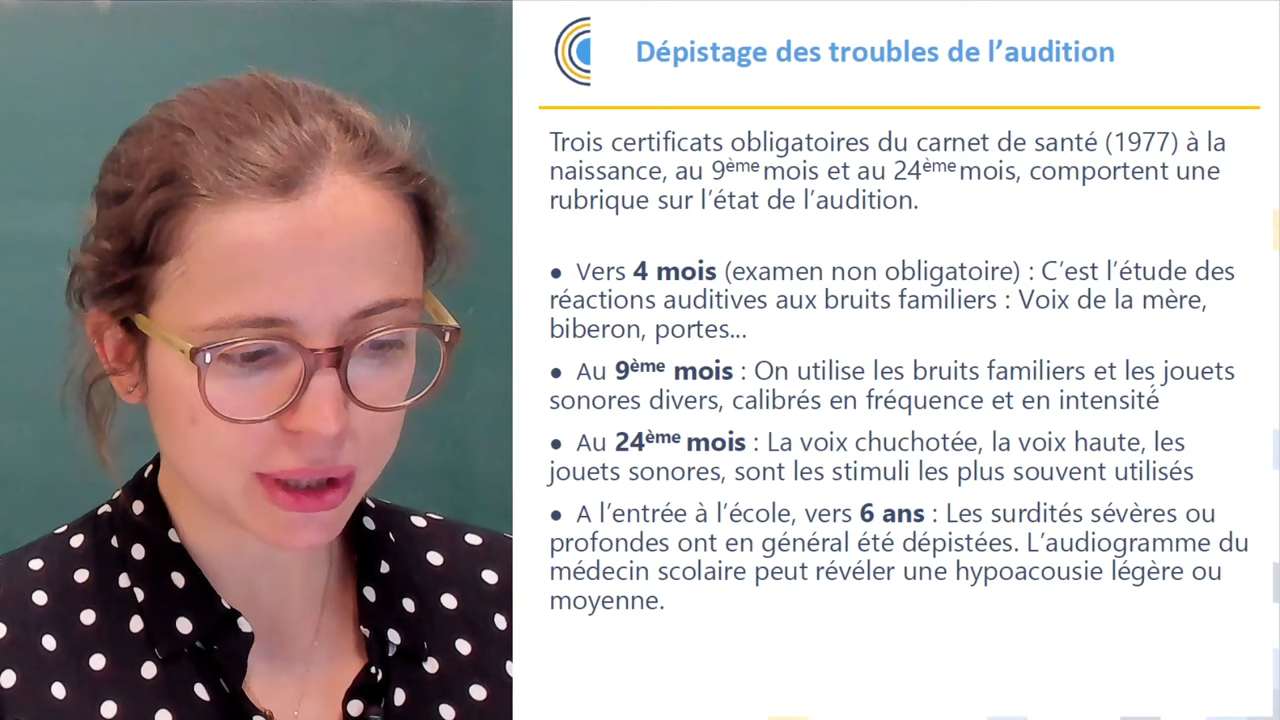 Dépistage des troubles de l’audition
Trois certificats obligatoires du carnet de santé (1977) à la
naissance, au 9ème mois et au 24ème mois, comportent une
rubrique sur l’état de l’audition.
● Vers 4 mois (examen non obligatoire) : C’est l’étude des
réactions auditives aux bruits familiers : Voix de la mère,
biberon, portes...
● Au 9ème mois : On utilise les bruits familiers et les jouets
sonores divers, calibrés en fréquence et en intensité
● Au 24ème mois : La voix chuchotée, la voix haute, les
jouets sonores, sont les stimuli les plus souvent utilisés
● A l’entrée à l’école, vers 6 ans : Les surdités sévères ou
profondes ont en général été dépistées. L’audiogramme du
médecin scolaire peut révéler une hypoacousie légère ou
moyenne.